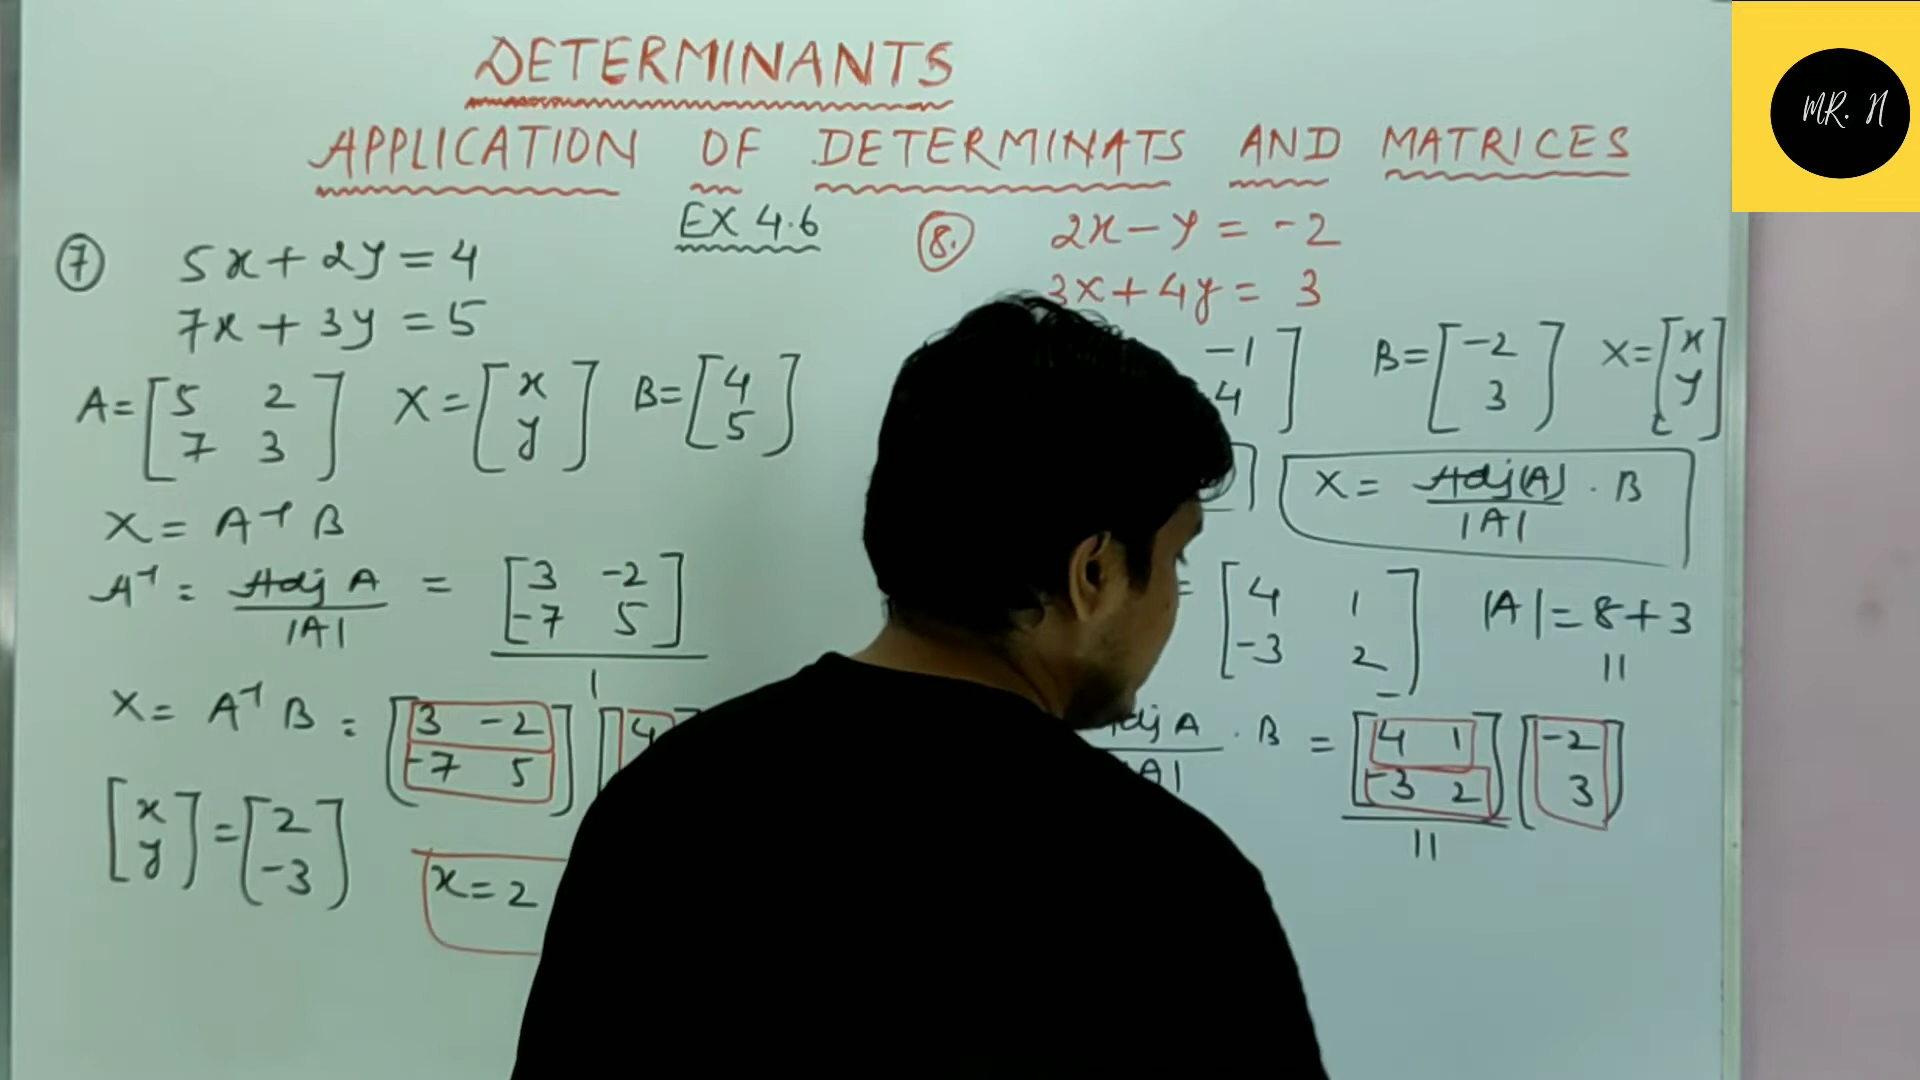 DETERMINANTS
APPLICATION OF DETERMINATS AND MATRICES
EX 4.6
MR. N
⑦ 5x + 2y = 4
7x + 3y = 5
A = [5 2
7 3] X = [x
y] B = [4
5]
X = A⁻¹ B
A⁻¹ = Adj A / |A| = [3 -2
-7 5] / 1
X = A⁻¹ B = [3 -2
-7 5] [4
[x
y] = [2
-3]
x = 2
⑧. 2x - y = -2
3x + 4y = 3
-1
4] B = [-2
3] X = [x
y]
X = Adj(A) / |A| . B
= [4 1
-3 2] |A| = 8 + 3
11
Adj A / |A| . B = [4 1
-3 2] / 11 [-2
3]